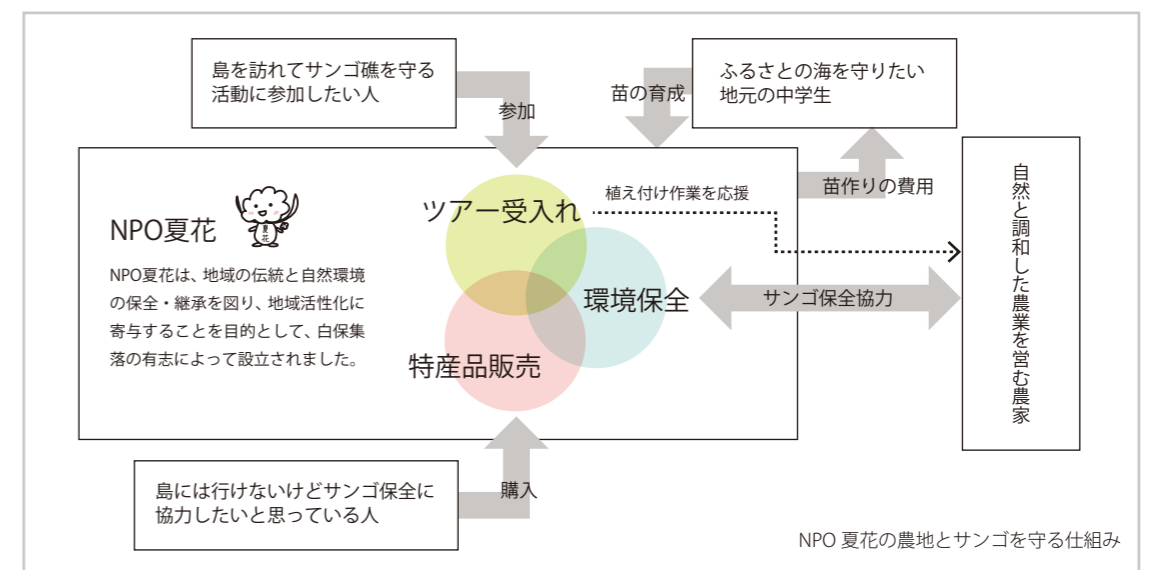 島を訪れてサンゴ礁を守る
活動に参加したい人
参加
ふるさとの海を守りたい
地元の中学生
苗の育成
苗作りの費用
NPO夏花
夏花
NPO夏花は、地域の伝統と自然環境
の保全・継承を図り、地域活性化に
寄与することを目的として、白保集
落の有志によって設立されました。
ツアー受入れ
植え付け作業を応援
環境保全
サンゴ保全協力
特産品販売
自然と調和した農業を営む農家
島には行けないけどサンゴ保全に
協力したいと思っている人
購入
NPO 夏花の農地とサンゴを守る仕組み